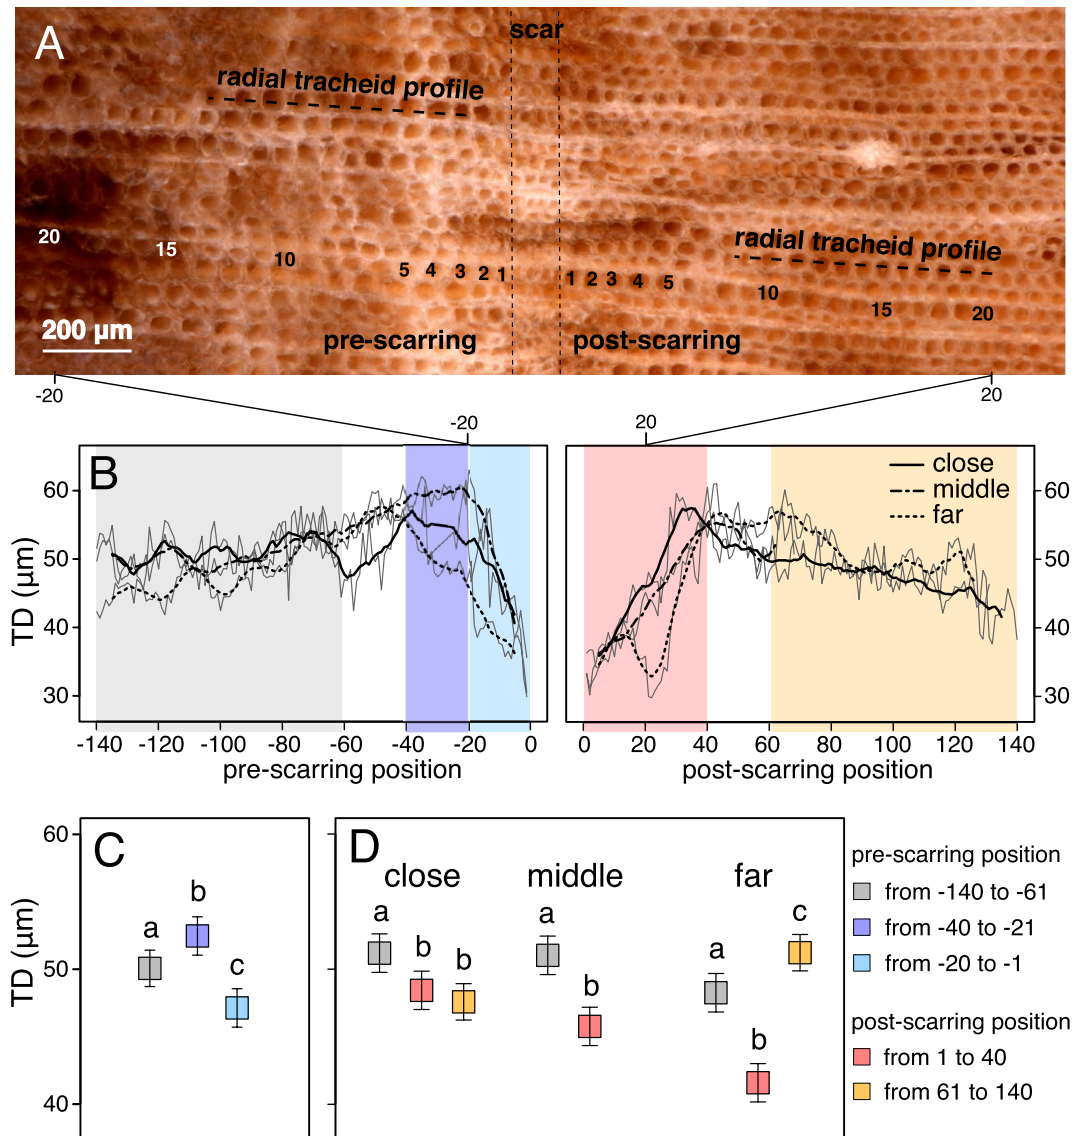 A
scar
radial tracheid profile
20
15
10
5 4 3 2 1
1 2 3 4 5
10
15
20
radial tracheid profile
200 μm
pre-scarring
post-scarring
-20
20
-20
20
B
TD (μm)
60
50
40
30
-140 -120 -100 -80 -60 -40 -20 0
pre-scarring position
close
middle
far
60
50
40
30
0 20 40 60 80 100 120 140
post-scarring position
C
TD (μm)
60
50
40
a
b
c
D
close
middle
far
a
b
b
a
b
a
b
c
pre-scarring position
from -140 to -61
from -40 to -21
from -20 to -1
post-scarring position
from 1 to 40
from 61 to 140